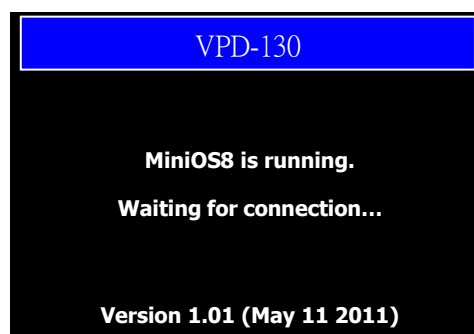 VPD-130
MiniOS8 is running.
Waiting for connection...
Version 1.01 (May 11 2011)